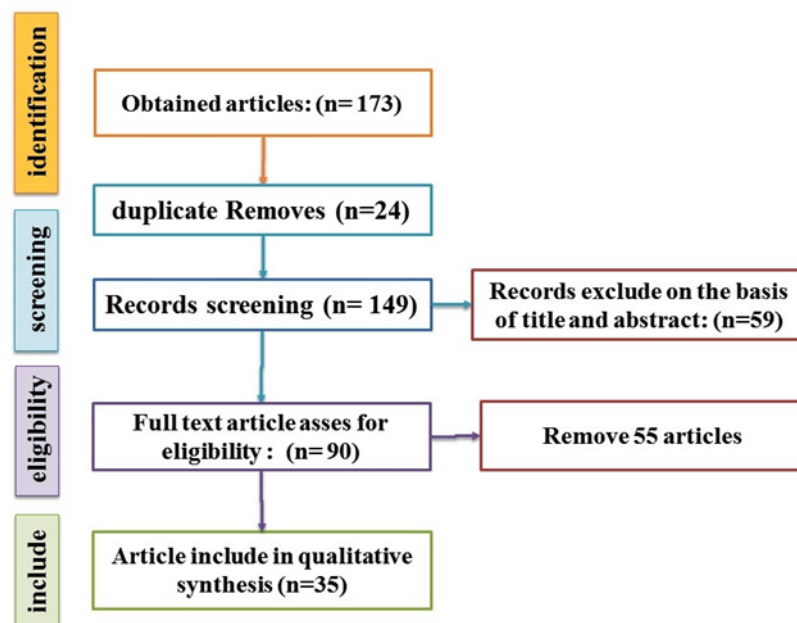 identification
Obtained articles: (n= 173)
duplicate Removes (n=24)
screening
Records screening (n= 149)
Records exclude on the basis
of title and abstract: (n=59)
eligibility
Full text article asses for
eligibility : (n= 90)
Remove 55 articles
include
Article include in qualitative
synthesis (n=35)